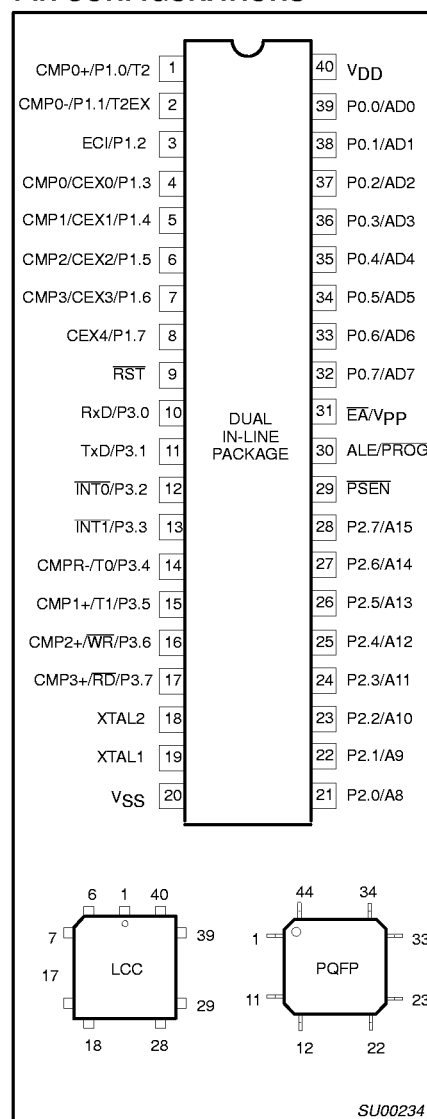 CMP0+/P1.0/T2 1 40 VDD
CMP0-/P1.1/T2EX 2 39 P0.0/AD0
ECI/P1.2 3 38 P0.1/AD1
CMP0/CEX0/P1.3 4 37 P0.2/AD2
CMP1/CEX1/P1.4 5 36 P0.3/AD3
CMP2/CEX2/P1.5 6 35 P0.4/AD4
CMP3/CEX3/P1.6 7 34 P0.5/AD5
CEX4/P1.7 8 33 P0.6/AD6
RST 9 32 P0.7/AD7
RxD/P3.0 10 31 EA/VPP
TxD/P3.1 11 30 ALE/PROG
DUAL
IN-LINE
PACKAGE
INT0/P3.2 12 29 PSEN
INT1/P3.3 13 28 P2.7/A15
CMPR-/T0/P3.4 14 27 P2.6/A14
CMP1+/T1/P3.5 15 26 P2.5/A13
CMP2+/WR/P3.6 16 25 P2.4/A12
CMP3+/RD/P3.7 17 24 P2.3/A11
XTAL2 18 23 P2.2/A10
XTAL1 19 22 P2.1/A9
VSS 20 21 P2.0/A8
6 1 40
7 39
17 LCC
29
18 28
44 34
1 33
PQFP
11 23
12 22
SU00234